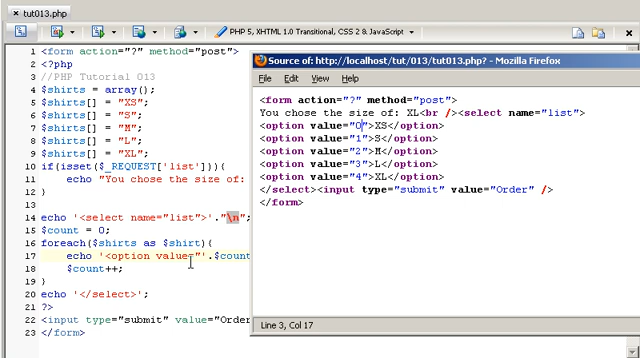 tut013.php
PHP 5, XHTML 1.0 Transitional, CSS 2 & JavaScript
1 <form action="?" method="post">
2 <?php
3 //PHP Tutorial 013
4 $shirts = array();
5 $shirts[] = "XS";
6 $shirts[] = "S";
7 $shirts[] = "M";
8 $shirts[] = "L";
9 $shirts[] = "XL";
10 if(isset($_REQUEST['list'])){
11 echo "You chose the size of:
12 }
13
14 echo '<select name="list">'."\n";
15 $count = 0;
16 foreach($shirts as $shirt){
17 echo '<option value="'.$count
18 $count++;
19 }
20 echo '</select>';
21 ?>
22 <input type="submit" value="Order
23 </form>
Source of: http://localhost/tut/013/tut013.php? - Mozilla Firefox
File Edit View Help
<form action="?" method="post">
You chose the size of: XL<br /><select name="list">
<option value="0">XS</option>
<option value="1">S</option>
<option value="2">M</option>
<option value="3">L</option>
<option value="4">XL</option>
</select><input type="submit" value="Order" />
</form>
Line 3, Col 17